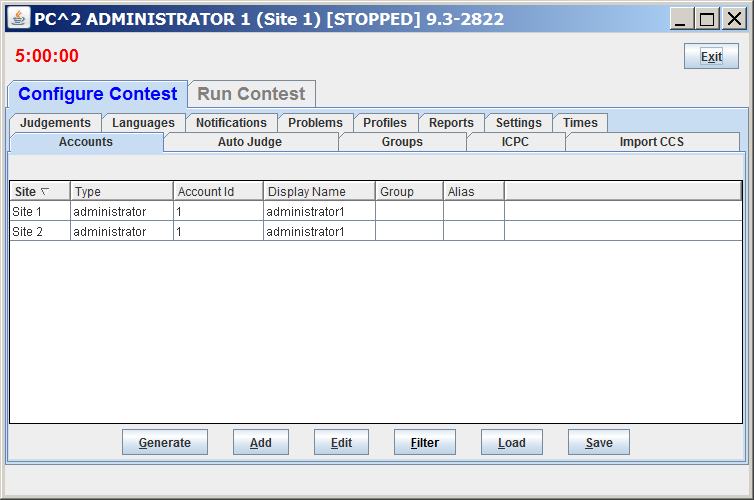 PC^2 ADMINISTRATOR 1 (Site 1) [STOPPED] 9.3-2822
5:00:00 Exit
Configure Contest Run Contest
Judgements Languages Notifications Problems Profiles Reports Settings Times
Accounts Auto Judge Groups ICPC Import CCS
Site Type Account Id Display Name Group Alias
Site 1 administrator 1 administrator1
Site 2 administrator 1 administrator1
Generate Add Edit Filter Load Save